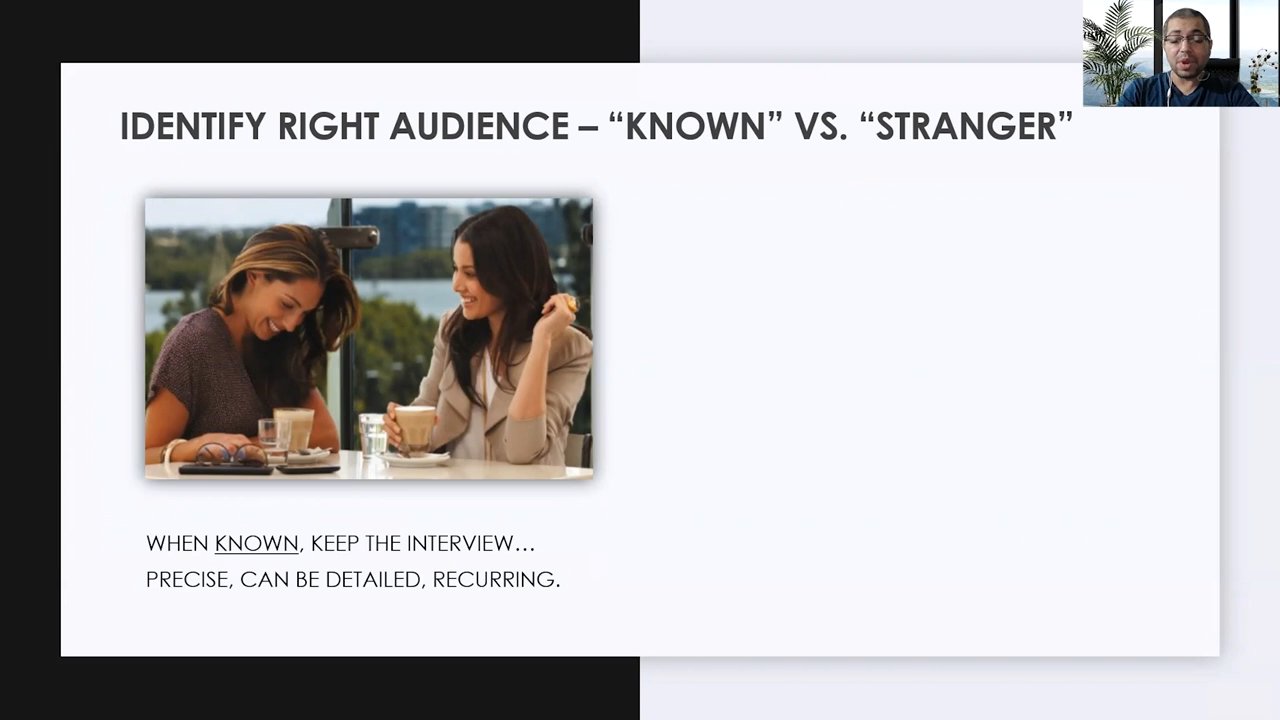 IDENTIFY RIGHT AUDIENCE – “KNOWN” VS. “STRANGER”
WHEN KNOWN, KEEP THE INTERVIEW…
PRECISE, CAN BE DETAILED, RECURRING.